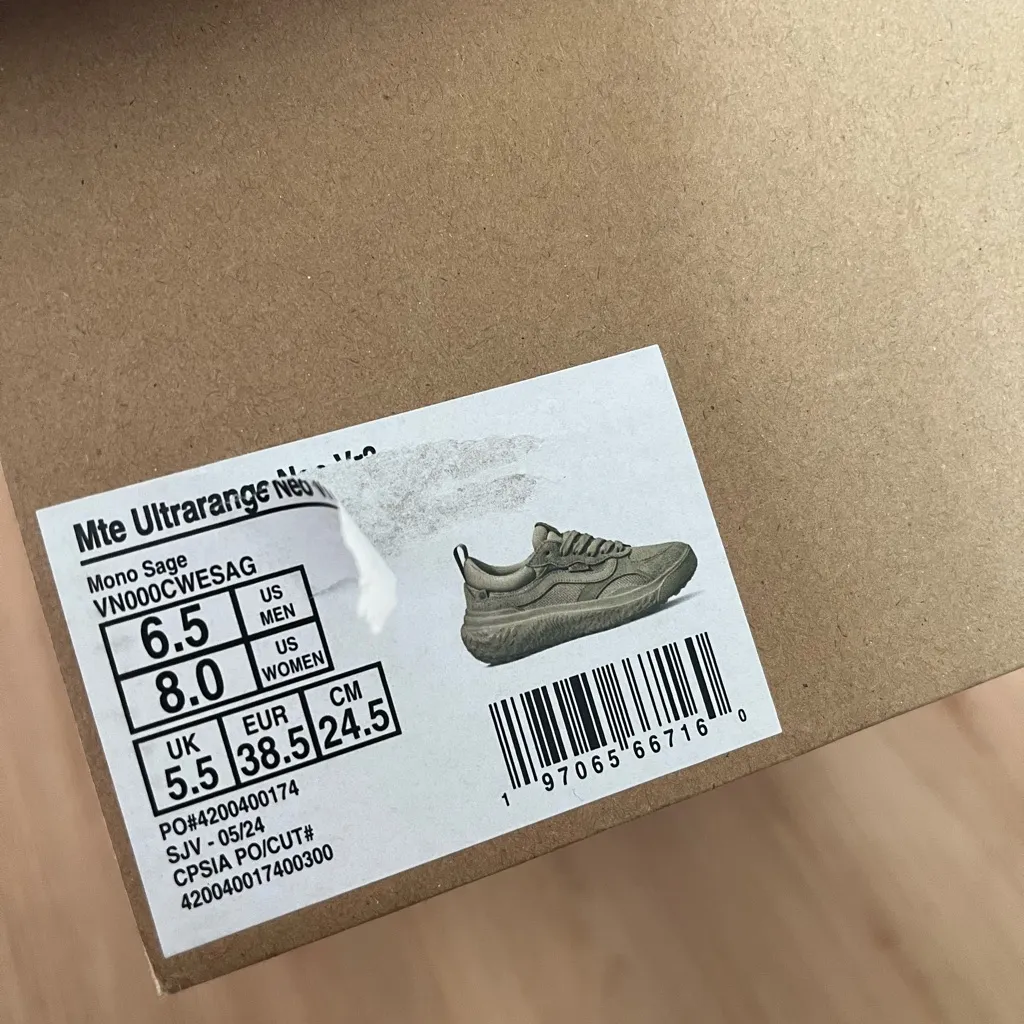 Mte Ultrarange Neo
Mono Sage
VN000CWESAG
6.5 US MEN
8.0 US WOMEN
UK EUR CM
5.5 38.5 24.5
PO#4200400174
SJV - 05/24
CPSIA PO/CUT#
420040017400300
1 97065 66716 0